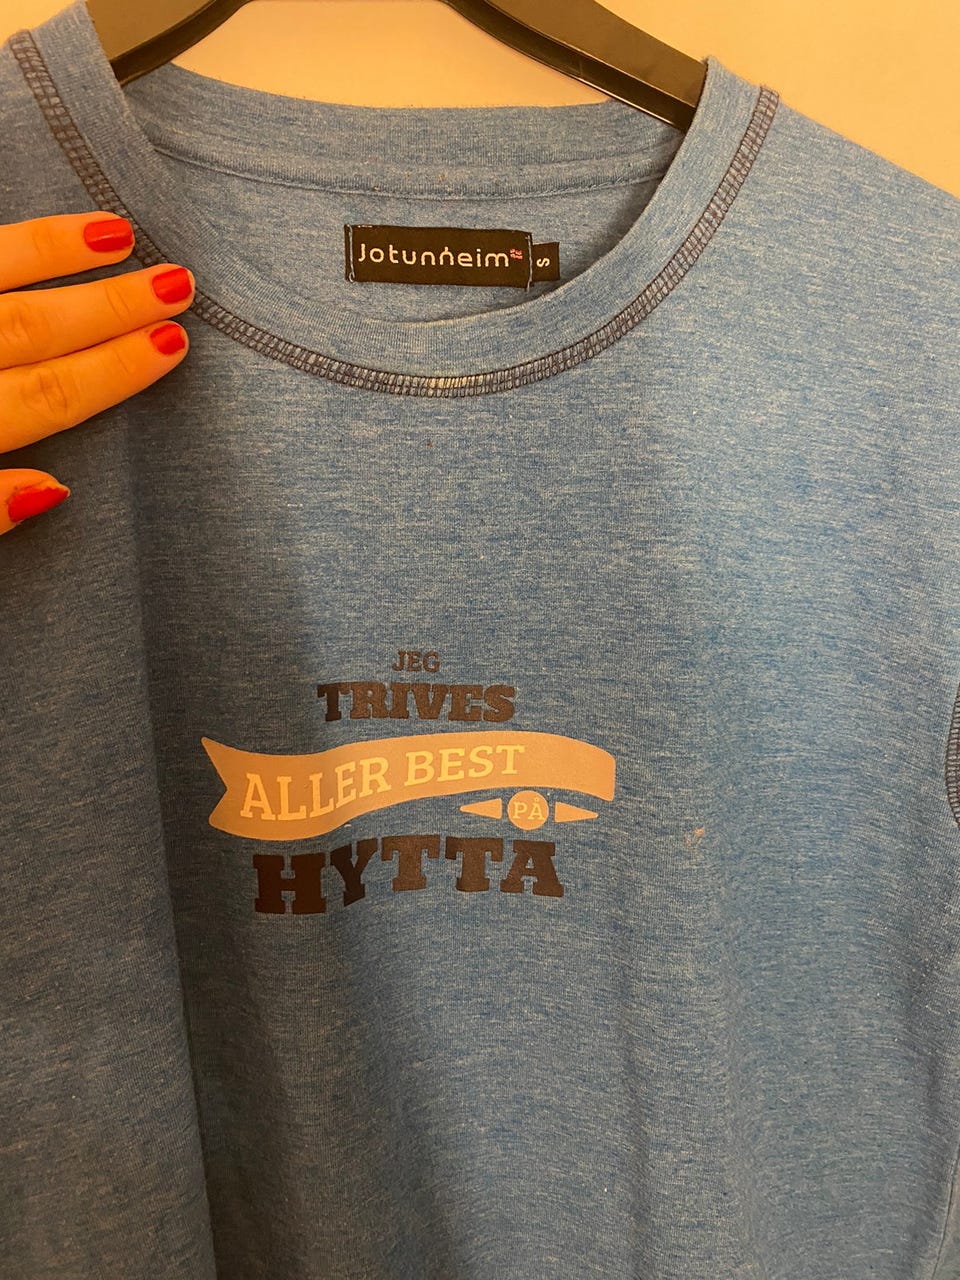 Jotunheim
S
JEG
TRIVES
ALLER BEST
PÅ
HYTTA